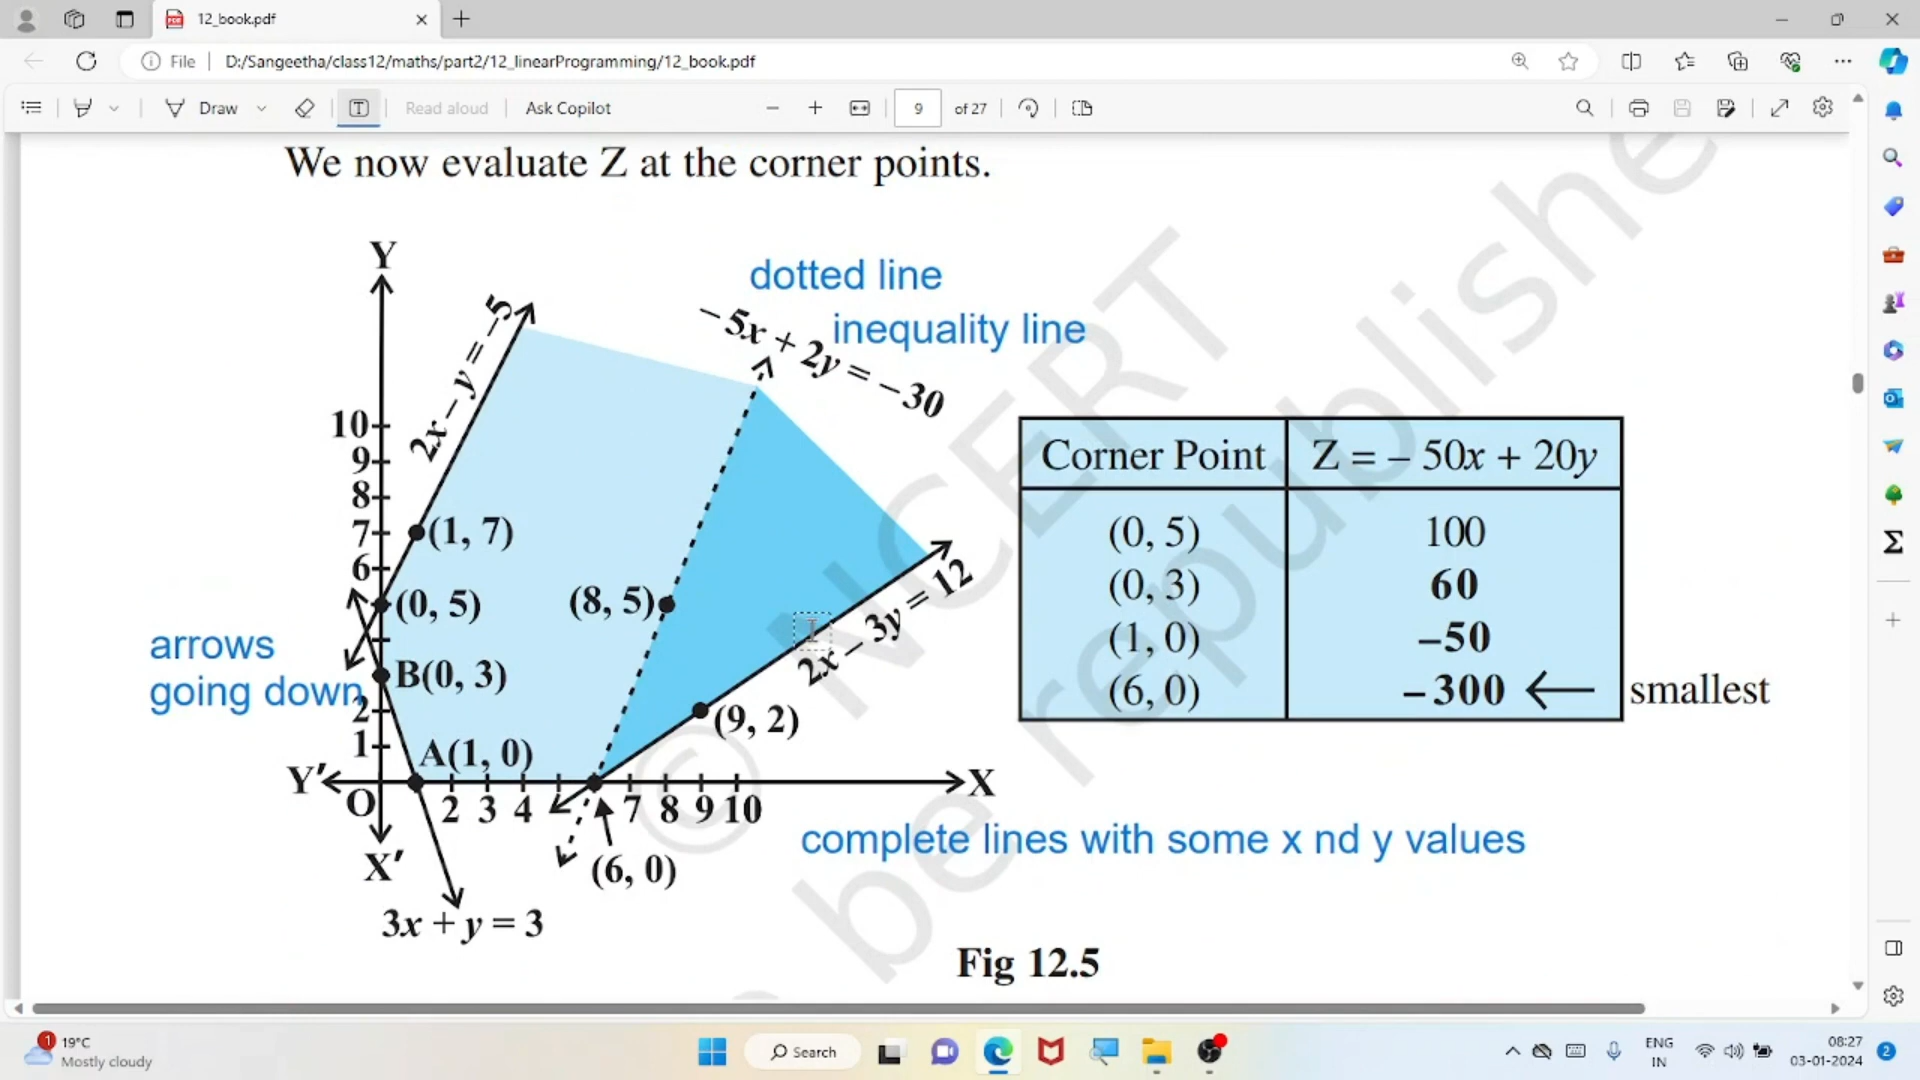 12_book.pdf
File
D:/Sangeetha/class12/maths/part2/12_linearProgramming/12_book.pdf
Draw
Read aloud
Ask Copilot
9
of 27
We now evaluate Z at the corner points.
dotted line
inequality line
Y
2x – y = –5
– 5x + 2y = – 30
10
9
8
7
6
2
1
(1, 7)
(0, 5)
(8, 5)
B(0, 3)
A(1, 0)
(9, 2)
2x – 3y = 12
arrows
going down
Y′
X
O
2 3 4 7 8 9 10
X′
(6, 0)
3x + y = 3
complete lines with some x nd y values
Corner Point Z = – 50x + 20y
(0, 5) 100
(0, 3) 60
(1, 0) –50
(6, 0) –300
smallest
Fig 12.5
© NCERT
be republishe
19°C
Mostly cloudy
Search
ENG
IN
08:27
03-01-2024
1
2